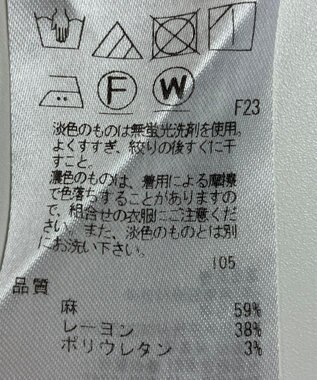 F
W
F23
淡色のものは無蛍光洗剤を使用。
よくすすぎ、絞りの後すぐに干
すこと。
濃色のものは、着用による摩擦
で色落ちすることがありますの
で、組合せの衣服にご注意くだ
さい。また、淡色のものとは別
にお洗い下さい。
105
品質
麻 59%
レーヨン 38%
ポリウレタン 3%